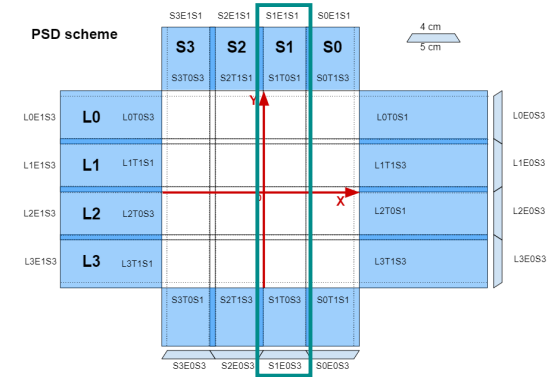 S3E1S1 S2E1S1 S1E1S1 S0E1S1
4 cm
5 cm
PSD scheme
S3 S2 S1 S0
S3T0S3 S2T1S1 S1T0S1 S0T1S3
Y
L0E1S3 L0 L0T0S3 L0T0S1 L0E0S3
L1E1S3 L1 L1T1S1 L1T1S3 L1E0S3
0 X
L2E1S3 L2 L2T0S3 L2T0S1 L2E0S3
L3E1S3 L3 L3T1S1 L3T1S3 L3E0S3
S3T0S1 S2T1S3 S1T0S3 S0T1S1
S3E0S3 S2E0S3 S1E0S3 S0E0S3